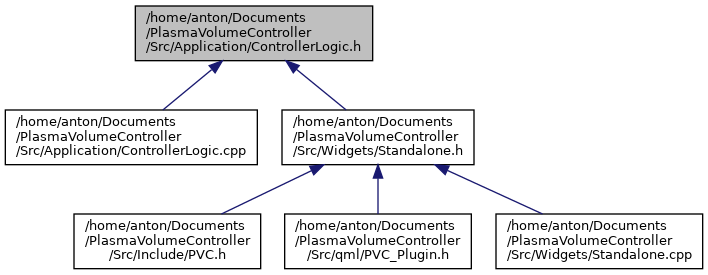 /home/anton/Documents
/PlasmaVolumeController
/Src/Application/ControllerLogic.h
/home/anton/Documents
/PlasmaVolumeController
/Src/Application/ControllerLogic.cpp
/home/anton/Documents
/PlasmaVolumeController
/Src/Widgets/Standalone.h
/home/anton/Documents
/PlasmaVolumeController
/Src/Include/PVC.h
/home/anton/Documents
/PlasmaVolumeController
/Src/qml/PVC_Plugin.h
/home/anton/Documents
/PlasmaVolumeController
/Src/Widgets/Standalone.cpp